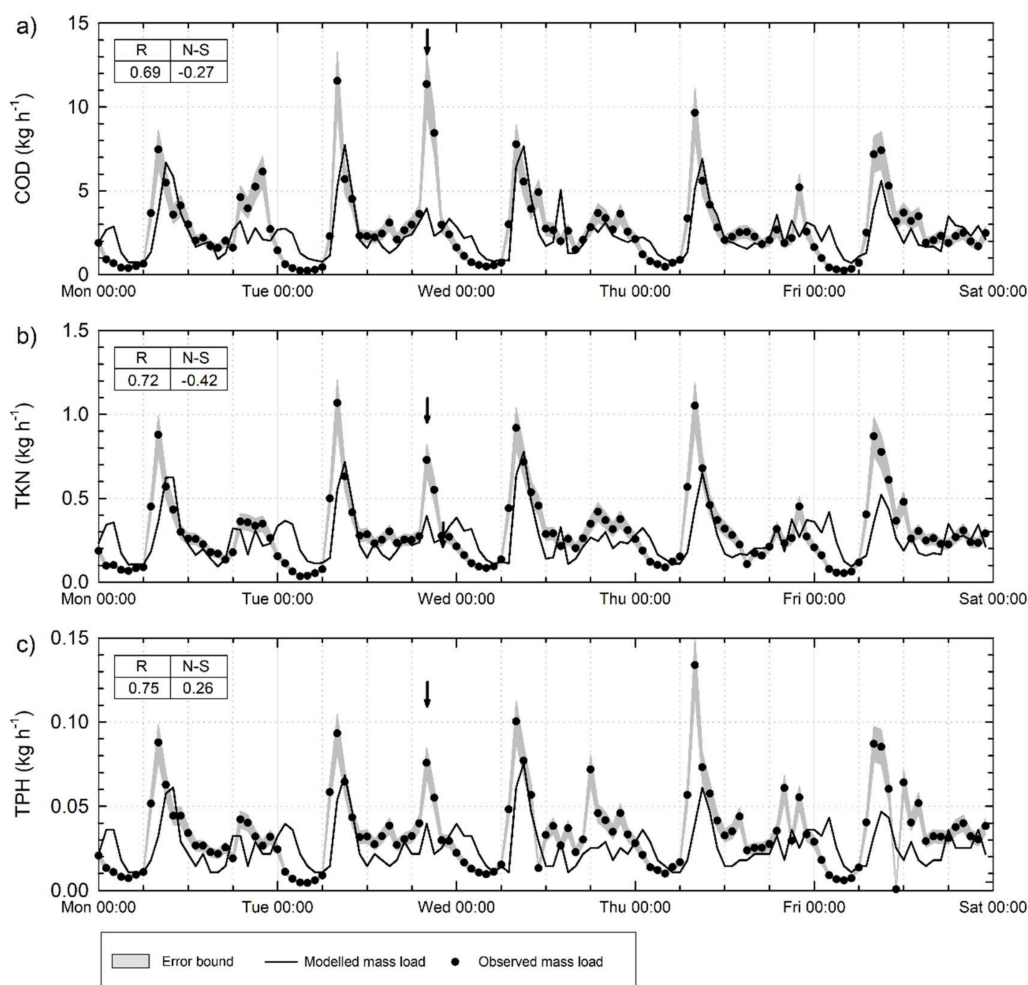 a)
R N-S
0.69 -0.27
COD (kg h⁻¹)
15
10
5
0
Mon 00:00 Tue 00:00 Wed 00:00 Thu 00:00 Fri 00:00 Sat 00:00
b)
R N-S
0.72 -0.42
TKN (kg h⁻¹)
1.5
1.0
0.5
0.0
Mon 00:00 Tue 00:00 Wed 00:00 Thu 00:00 Fri 00:00 Sat 00:00
c)
R N-S
0.75 0.26
TPH (kg h⁻¹)
0.15
0.10
0.05
0.00
Mon 00:00 Tue 00:00 Wed 00:00 Thu 00:00 Fri 00:00 Sat 00:00
Error bound Modelled mass load Observed mass load